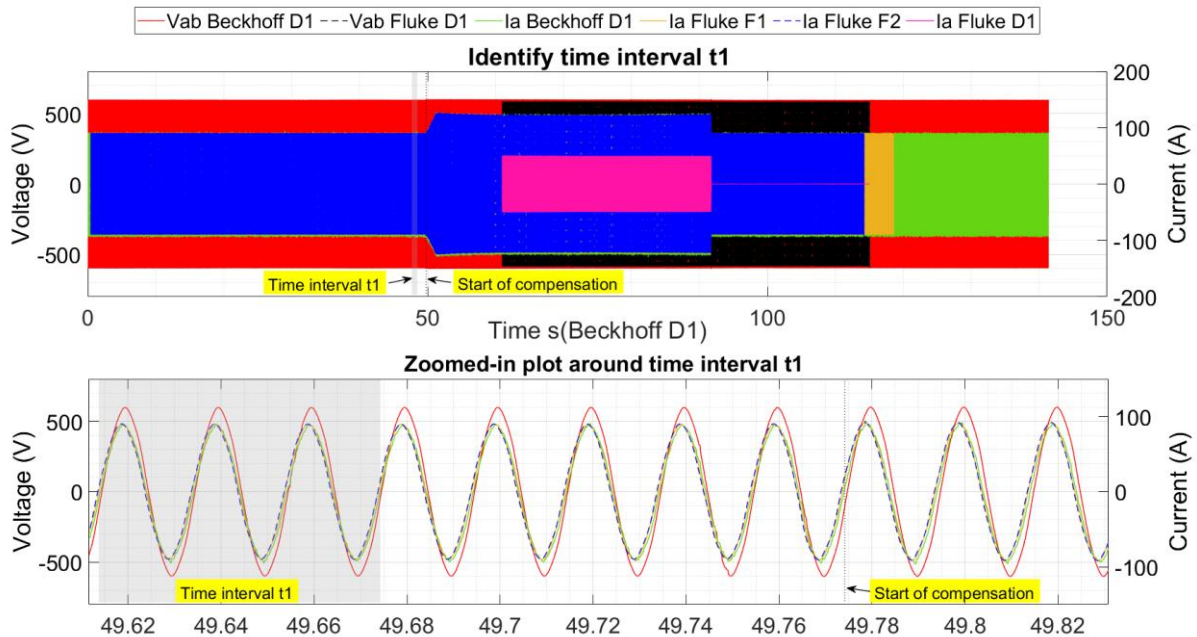 Vab Beckhoff D1 Vab Fluke D1 Ia Beckhoff D1 Ia Fluke F1 Ia Fluke F2 Ia Fluke D1
Identify time interval t1
Voltage (V)
500
0
-500
Current (A)
200
100
0
-100
-200
Time interval t1
Start of compensation
0 50 100 150
Time s(Beckhoff D1)
Zoomed-in plot around time interval t1
Voltage (V)
500
0
-500
Current (A)
100
0
-100
Time interval t1
Start of compensation
49.62 49.64 49.66 49.68 49.7 49.72 49.74 49.76 49.78 49.8 49.82